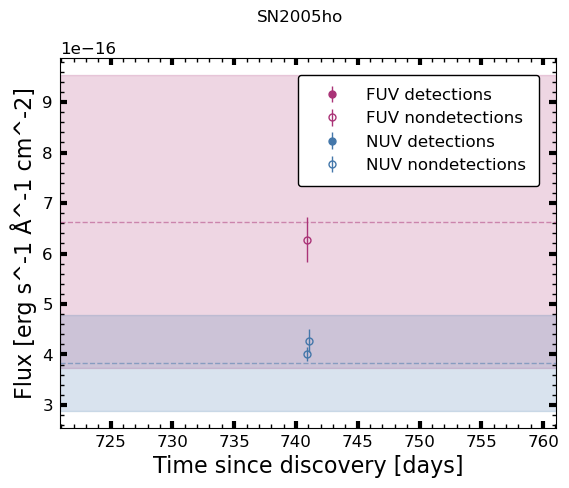 SN2005ho
1e−16
FUV detections
FUV nondetections
NUV detections
NUV nondetections
Flux [erg s^-1 Å^-1 cm^-2]
9
8
7
6
5
4
3
725 730 735 740 745 750 755 760
Time since discovery [days]